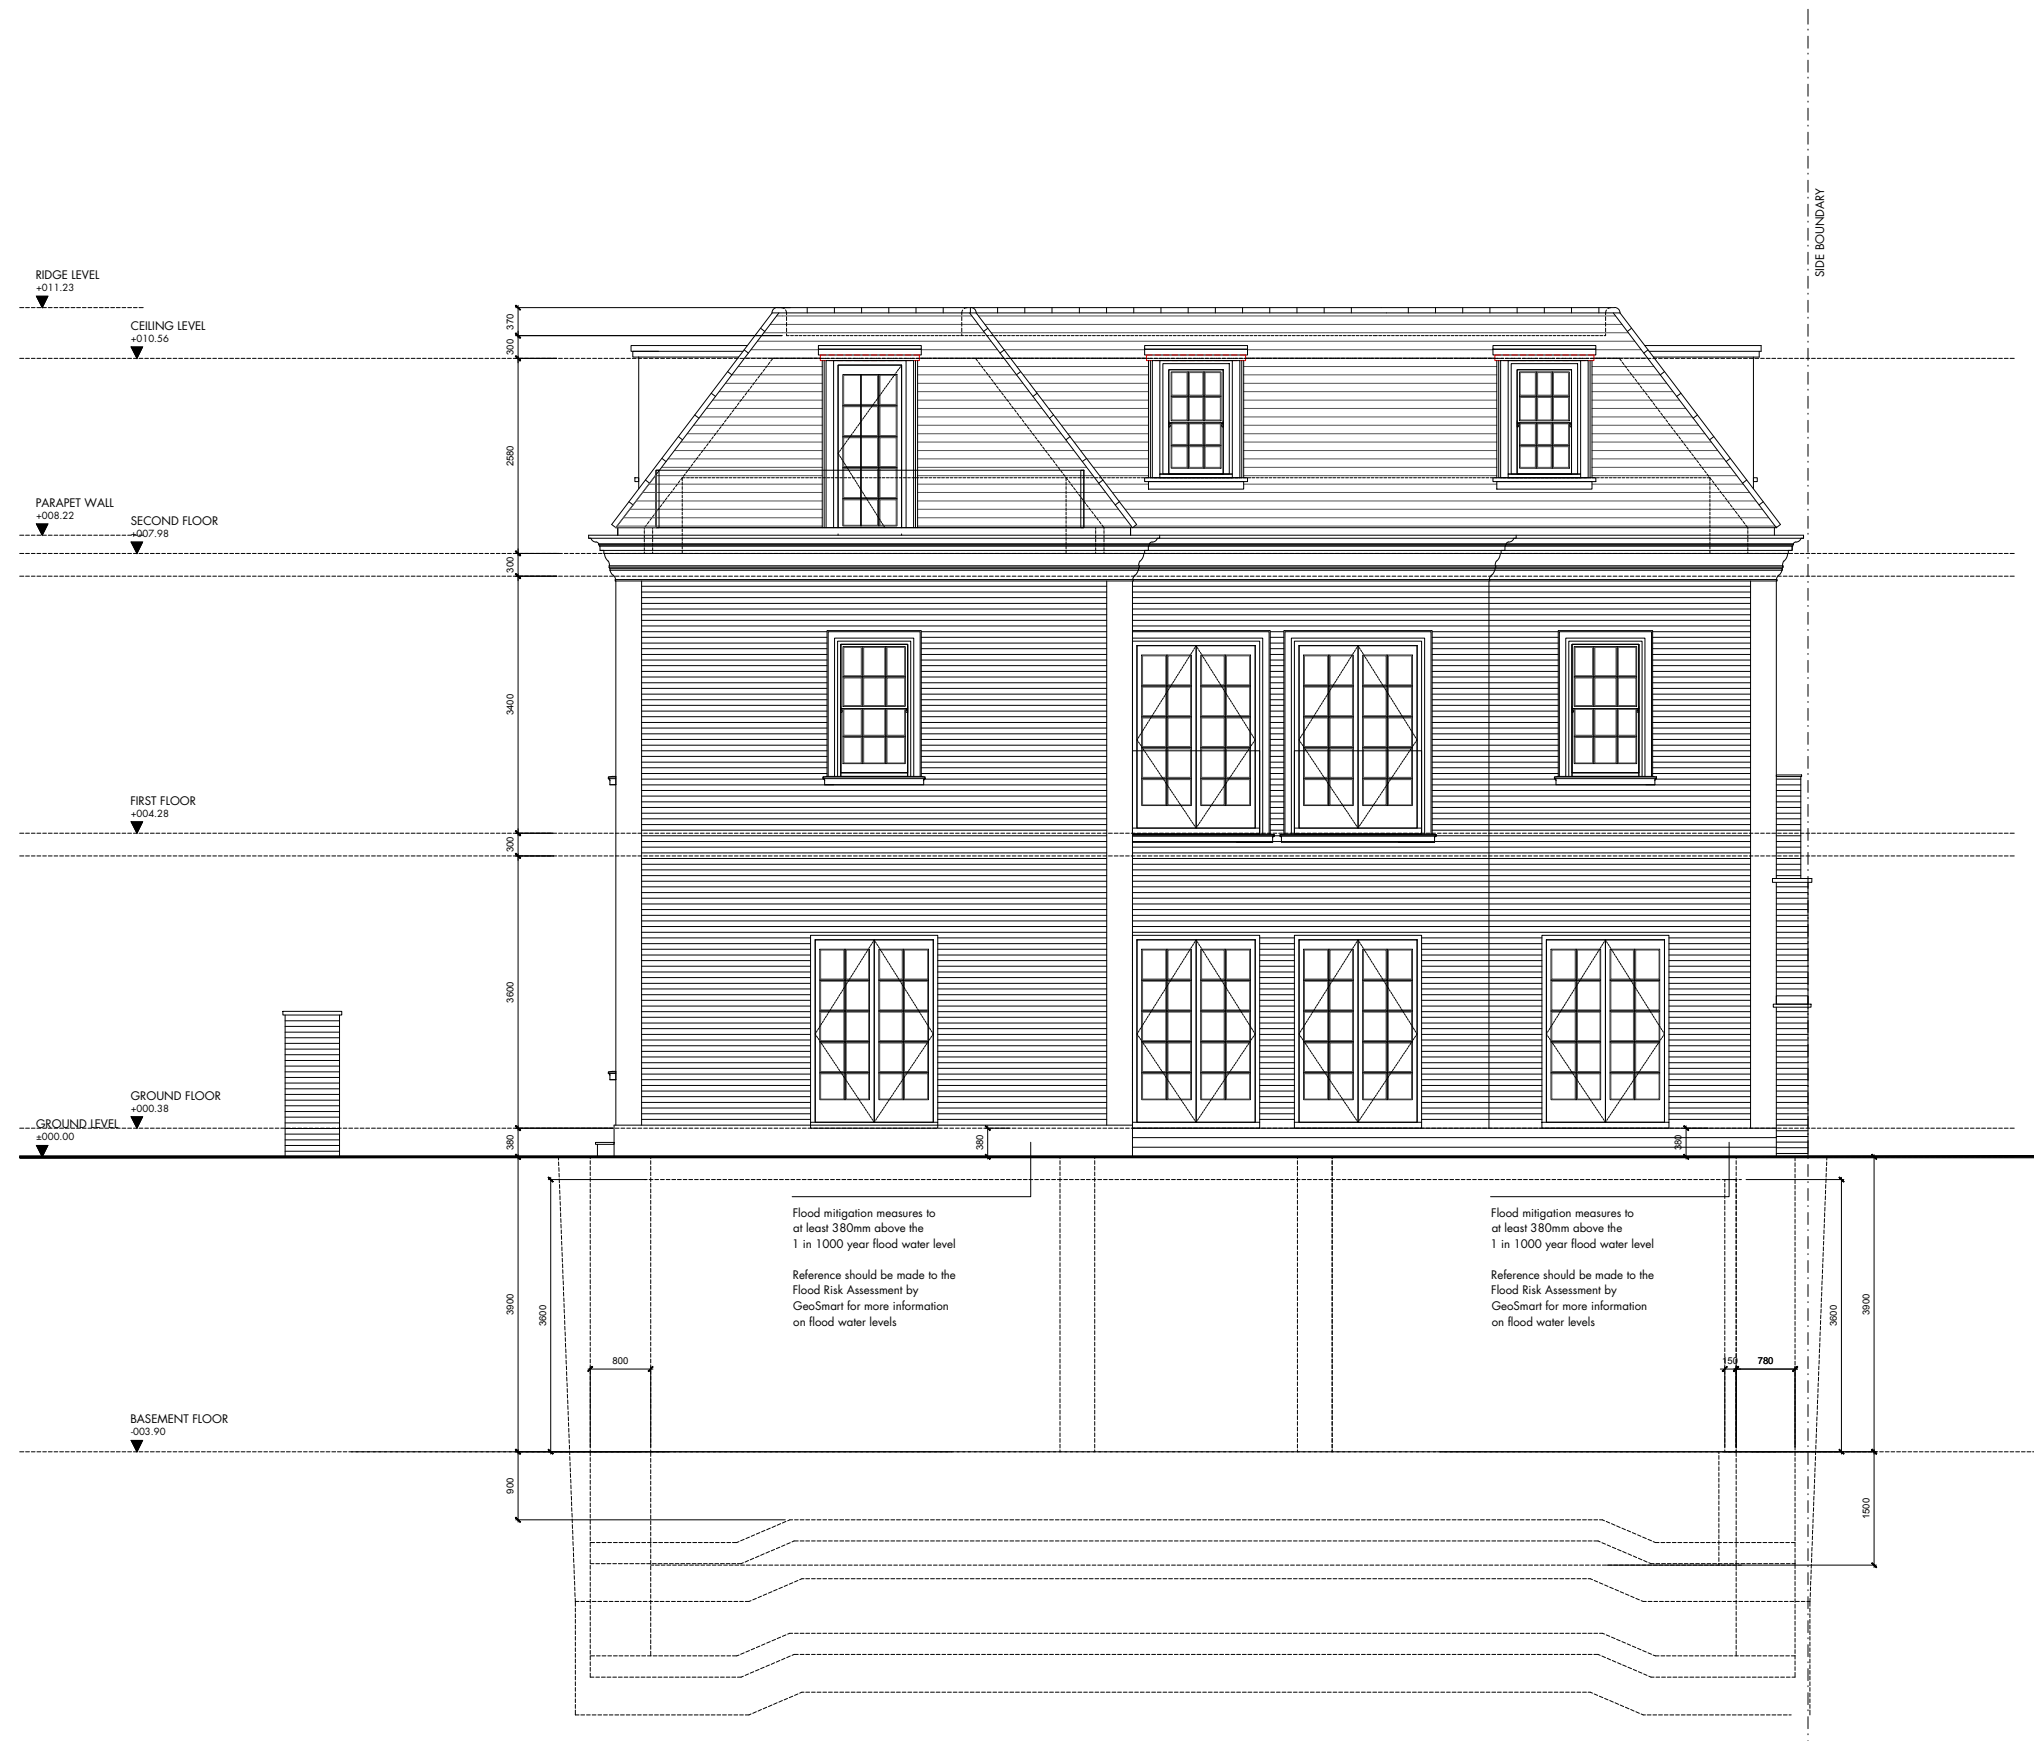 SIDE BOUNDARY
RIDGE LEVEL
+011.23
370
CEILING LEVEL
+010.56
300
2580
PARAPET WALL
+008.22
SECOND FLOOR
+007.98
300
3400
FIRST FLOOR
+004.28
300
3600
GROUND FLOOR
+000.38
GROUND LEVEL
±000.00
380
380
380
Flood mitigation measures to
at least 380mm above the
1 in 1000 year flood water level
Reference should be made to the
Flood Risk Assessment by
GeoSmart for more information
on flood water levels
Flood mitigation measures to
at least 380mm above the
1 in 1000 year flood water level
Reference should be made to the
Flood Risk Assessment by
GeoSmart for more information
on flood water levels
3900
3600
3600
3900
800
150
780
BASEMENT FLOOR
-003.90
900
1500